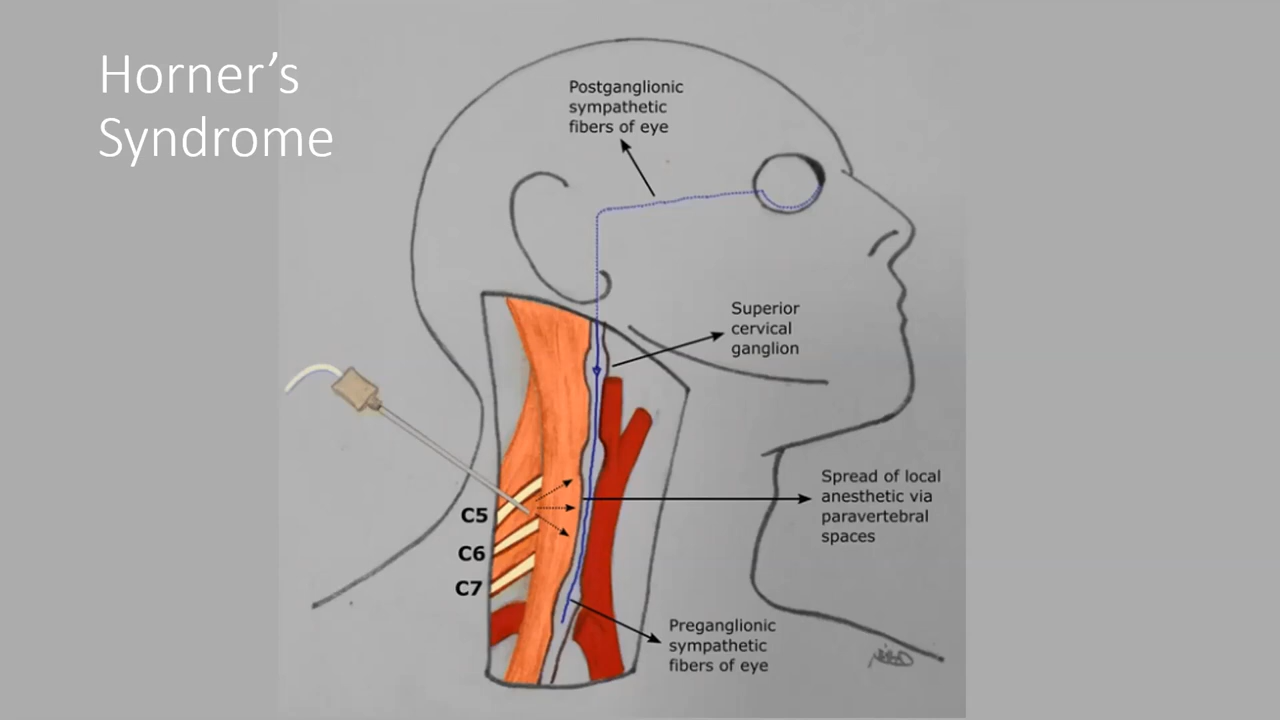 Horner’s
Syndrome
Postganglionic
sympathetic
fibers of eye
Superior
cervical
ganglion
C5
C6
C7
Spread of local
anesthetic via
paravertebral
spaces
Preganglionic
sympathetic
fibers of eye